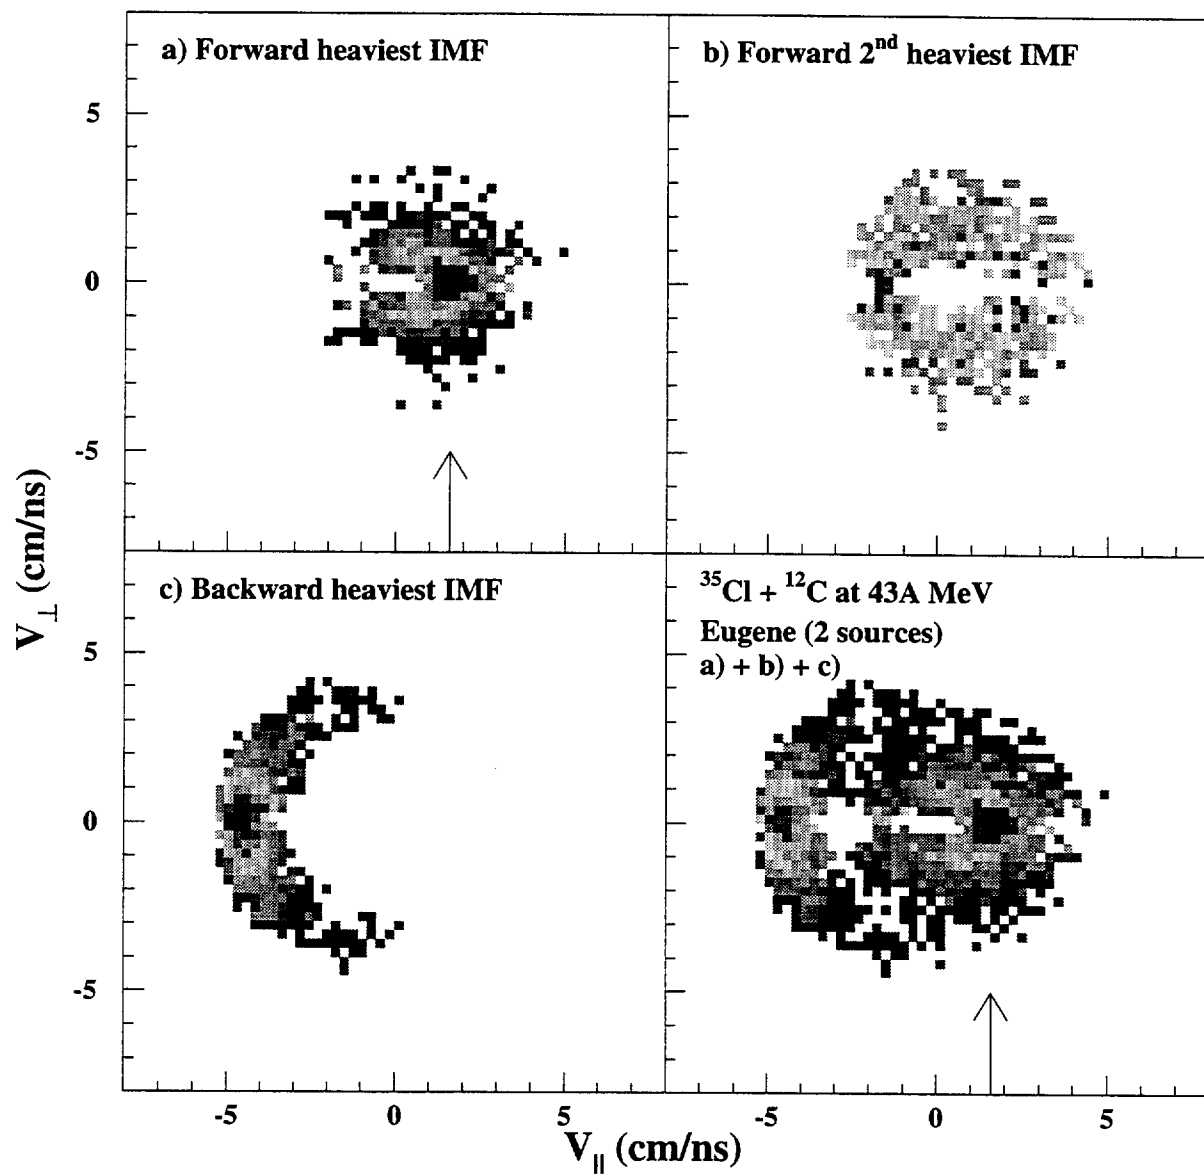 a) Forward heaviest IMF
b) Forward 2nd heaviest IMF
5
0
-5
c) Backward heaviest IMF
35Cl + 12C at 43A MeV
Eugene (2 sources)
a) + b) + c)
5
0
-5
-5 0 5
-5 0 5
V⊥ (cm/ns)
V|| (cm/ns)